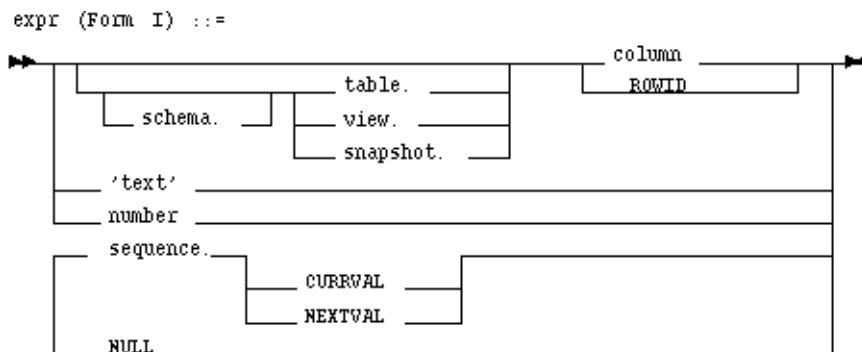 expr (Form I) ::=
column
table. ROWID
schema. view.
snapshot.
'text'
number
sequence.
CURRVAL
NEXTVAL
NULL